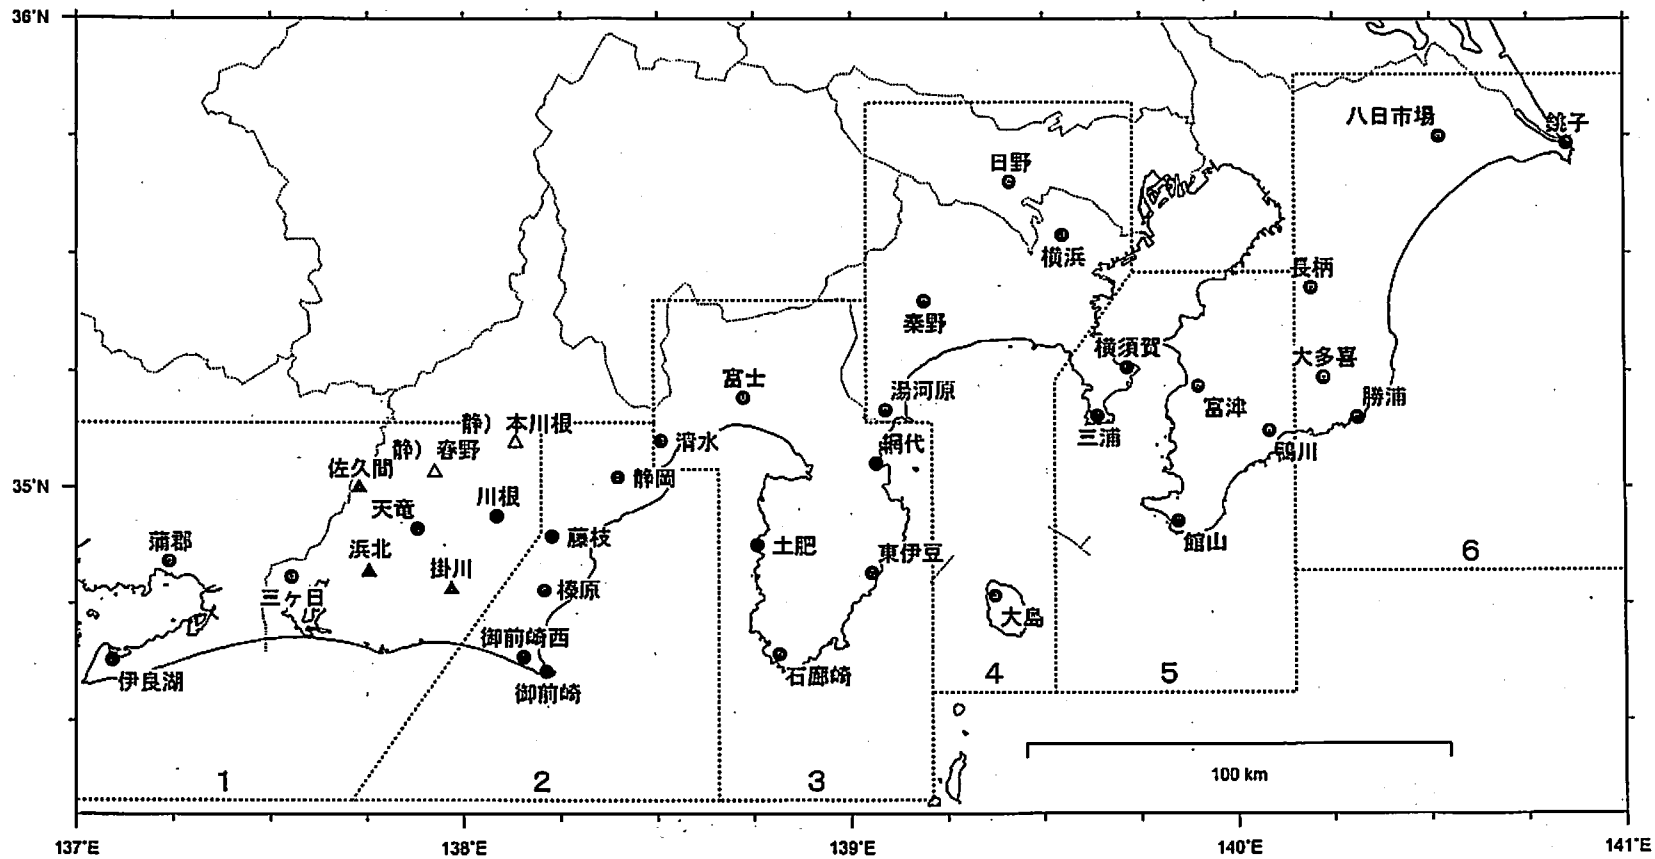 36°N
八日市場
銚子
日野
横浜
長柄
秦野
横須賀
大多喜
富士
湯河原
勝浦
富津
静) 本川根
三浦
清水
網代
鴨川
静) 春野
佐久間
静岡
35°N
川根
天竜
藤枝
土肥
東伊豆
館山
蒲郡
浜北
掛川
6
三ヶ日
榛原
大島
御前崎西
伊良湖
御前崎
石廊崎
4
5
1
2
3
100 km
137°E
138°E
139°E
140°E
141°E